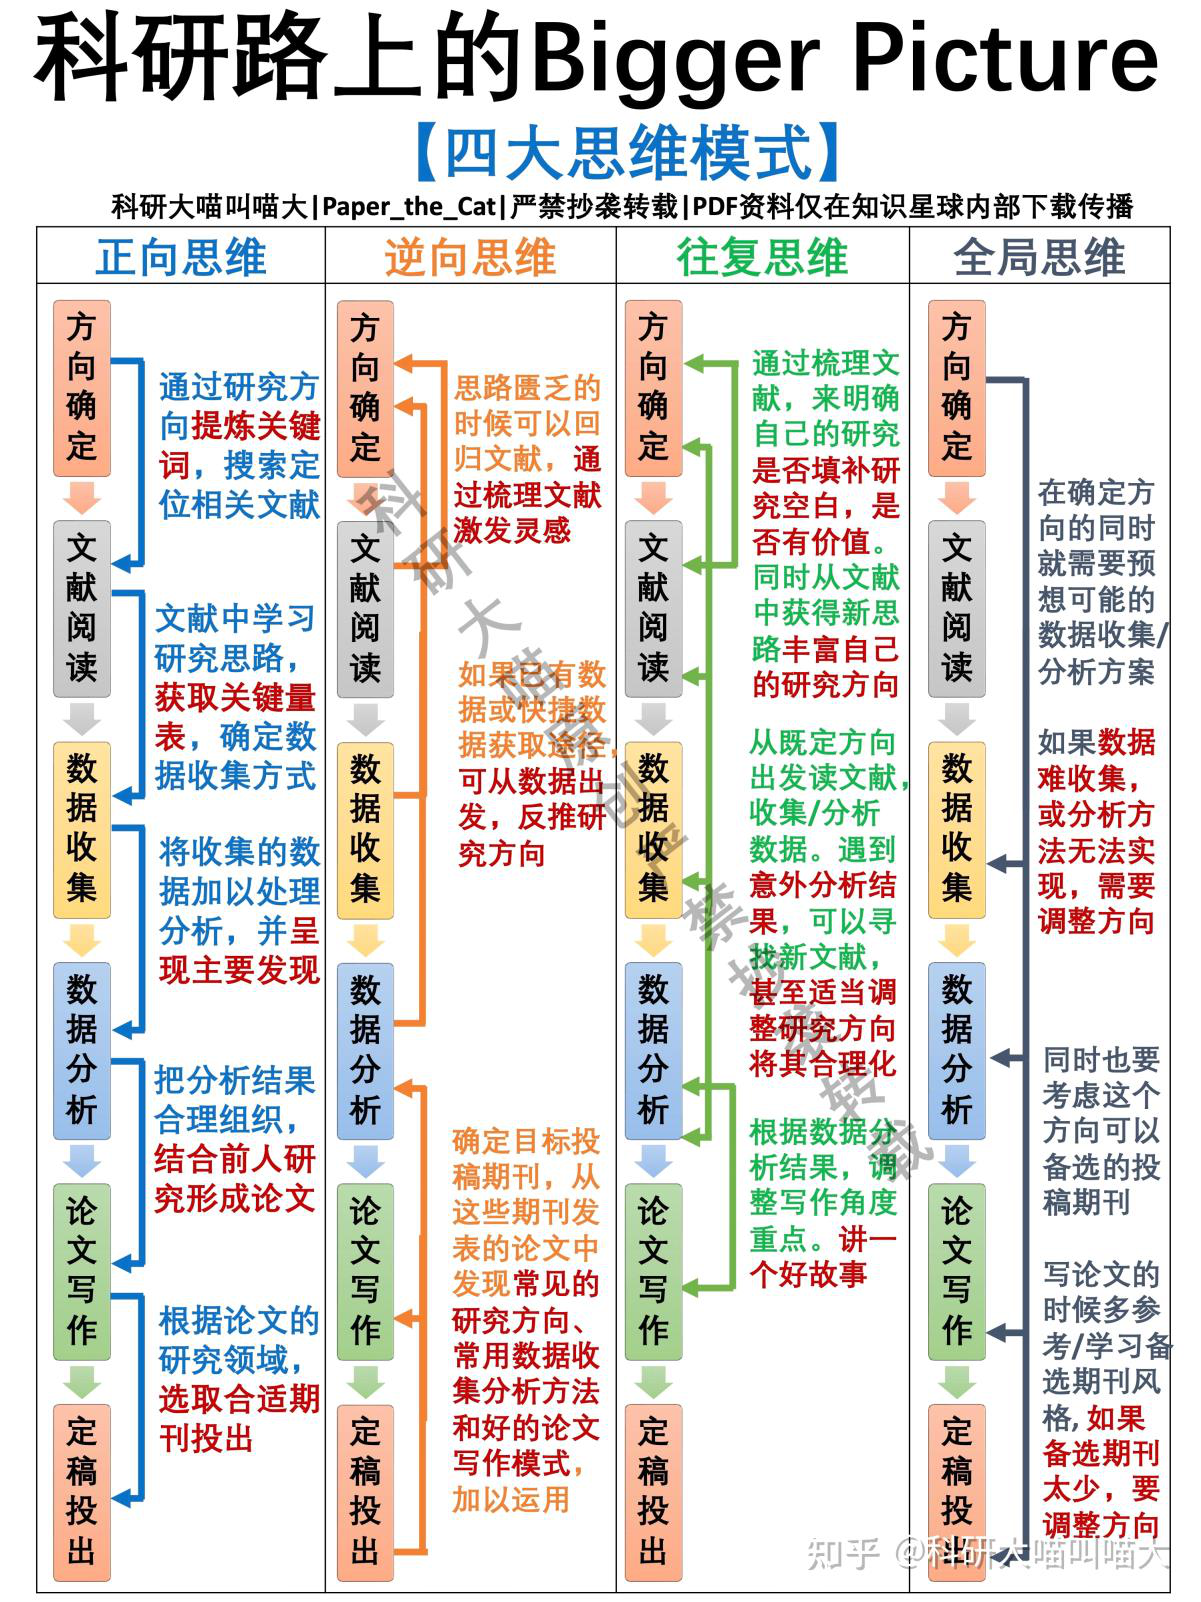 科研路上的Bigger Picture
【四大思维模式】
科研大喵叫喵大|Paper_the_Cat|严禁抄袭转载|PDF资料仅在知识星球内部下载传播
正向思维
方向确定
文献阅读
数据收集
数据分析
论文写作
定稿投出
通过研究方
向提炼关键
词，搜索定
位相关文献
文献中学习
研究思路，
获取关键量
表，确定数
据收集方式
将收集的数
据加以处理
分析，并呈
现主要发现
把分析结果
合理组织，
结合前人研
究形成论文
根据论文的
研究领域，
选取合适期
刊投出
逆向思维
方向确定
文献阅读
数据收集
数据分析
论文写作
定稿投出
思路匮乏的
时候可以回
归文献，通
过梳理文献
激发灵感
如果已有数
据或快捷数
据获取途径，
可从数据出
发，反推研
究方向
确定目标投
稿期刊，从
这些期刊发
表的论文中
发现常见的
研究方向、
常用数据收
集分析方法
和好的论文
写作模式，
加以运用
往复思维
方向确定
文献阅读
数据收集
数据分析
论文写作
定稿投出
通过梳理文
献，来明确
自己的研究
是否填补研
究空白，是
否有价值。
同时从文献
中获得新思
路丰富自己
的研究方向
从既定方向
出发读文献，
收集/分析
数据。遇到
意外分析结
果，可以寻
找新文献，
甚至适当调
整研究方向
将其合理化
根据数据分
析结果，调
整写作角度
重点。讲一
个好故事
全局思维
方向确定
文献阅读
数据收集
数据分析
论文写作
定稿投出
在确定方
向的同时
就需要预
想可能的
数据收集/
分析方案
如果数据
难收集，
或分析方
法无法实
现，需要
调整方向
同时也要
考虑这个
方向可以
备选的投
稿期刊
写论文的
时候多参
考/学习备
选期刊风
格,如果
备选期刊
太少，要
调整方向
科研大喵原创严禁抄袭转载
知乎 @科研大喵叫喵大